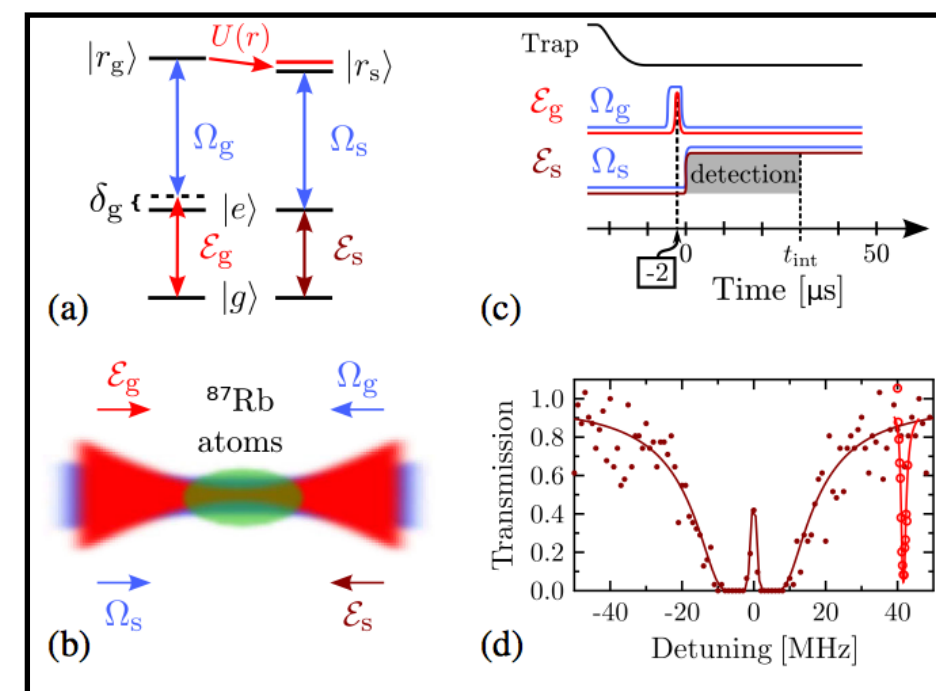 (a)
|r_g⟩
U(r)
|r_s⟩
Ω_g
Ω_s
δ_g {
|e⟩
ℰ_g
ℰ_s
|g⟩
(b)
ℰ_g
⁸⁷Rb
atoms
Ω_g
Ω_s
ℰ_s
(c)
Trap
ℰ_g Ω_g
ℰ_s Ω_s
detection
-2
0
t_int
50
Time [µs]
(d)
Transmission
1.0
0.8
0.6
0.4
0.2
0.0
-40 -20 0 20 40
Detuning [MHz]